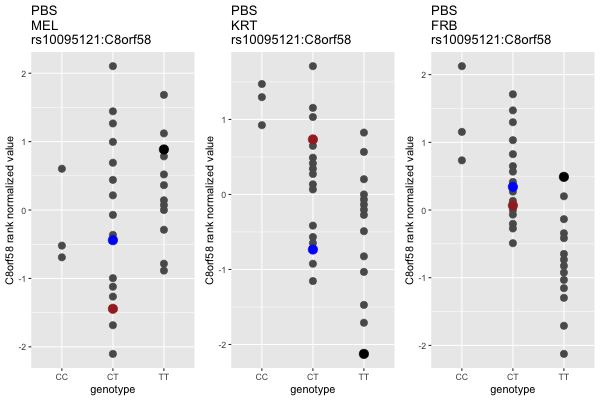 PBS
MEL
rs10095121:C8orf58
C8orf58 rank normalized value
2
1
0
-1
-2
CC CT TT
genotype
PBS
KRT
rs10095121:C8orf58
C8orf58 rank normalized value
1
0
-1
-2
CC CT TT
genotype
PBS
FRB
rs10095121:C8orf58
C8orf58 rank normalized value
2
1
0
-1
-2
CC CT TT
genotype